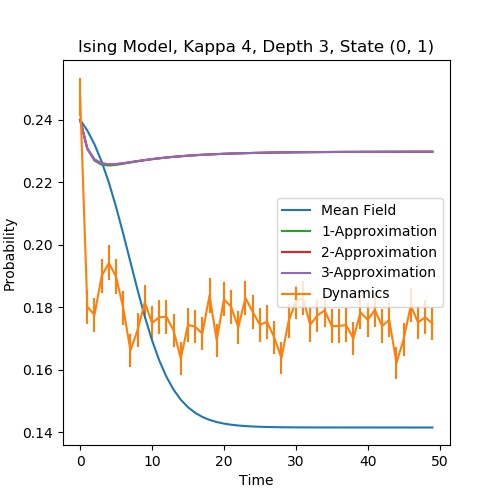 Ising Model, Kappa 4, Depth 3, State (0, 1)
0.24
0.22
0.20
0.18
0.16
0.14
Probability
Mean Field
1-Approximation
2-Approximation
3-Approximation
Dynamics
0 10 20 30 40 50
Time